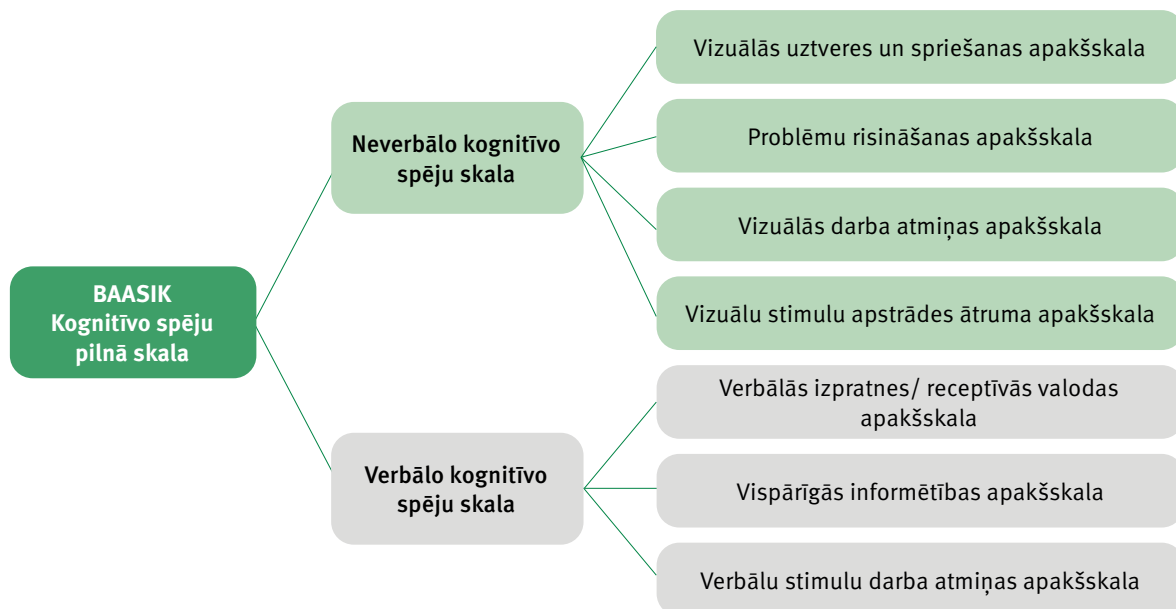 Vizuālās uztveres un spriešanas apakšskala
Neverbālo kognitīvo
spēju skala
Problēmu risināšanas apakšskala
Vizuālās darba atmiņas apakšskala
BAASIK
Kognitīvo spēju
pilnā skala
Vizuālu stimulu apstrādes ātruma apakšskala
Verbālās izpratnes/ receptīvās valodas
apakšskala
Verbālo kognitīvo
spēju skala
Vispārīgās informētības apakšskala
Verbālu stimulu darba atmiņas apakšskala